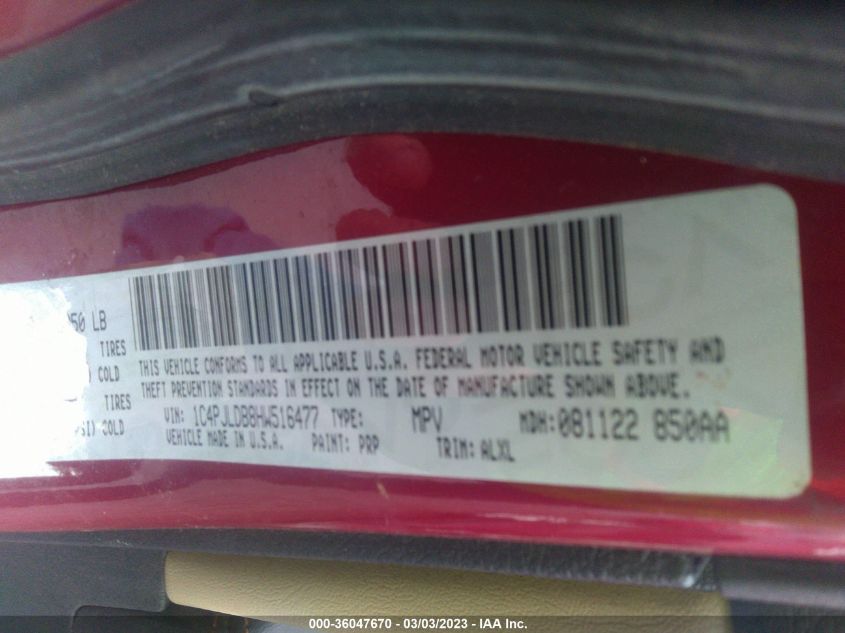 50 LB
TIRES
COLD
TIRES
SI) COLD
THIS VEHICLE CONFORMS TO ALL APPLICABLE U.S.A. FEDERAL MOTOR VEHICLE SAFETY AND
THEFT PREVENTION STANDARDS IN EFFECT ON THE DATE OF MANUFACTURE SHOWN ABOVE.
VIN: 1C4PJLDB8HW516477 TYPE: MPV MDH:081122 850AA
VEHICLE MADE IN U.S.A. PAINT: PRP TRIM: ALXL
000-36047670 - 03/03/2023 - IAA Inc.